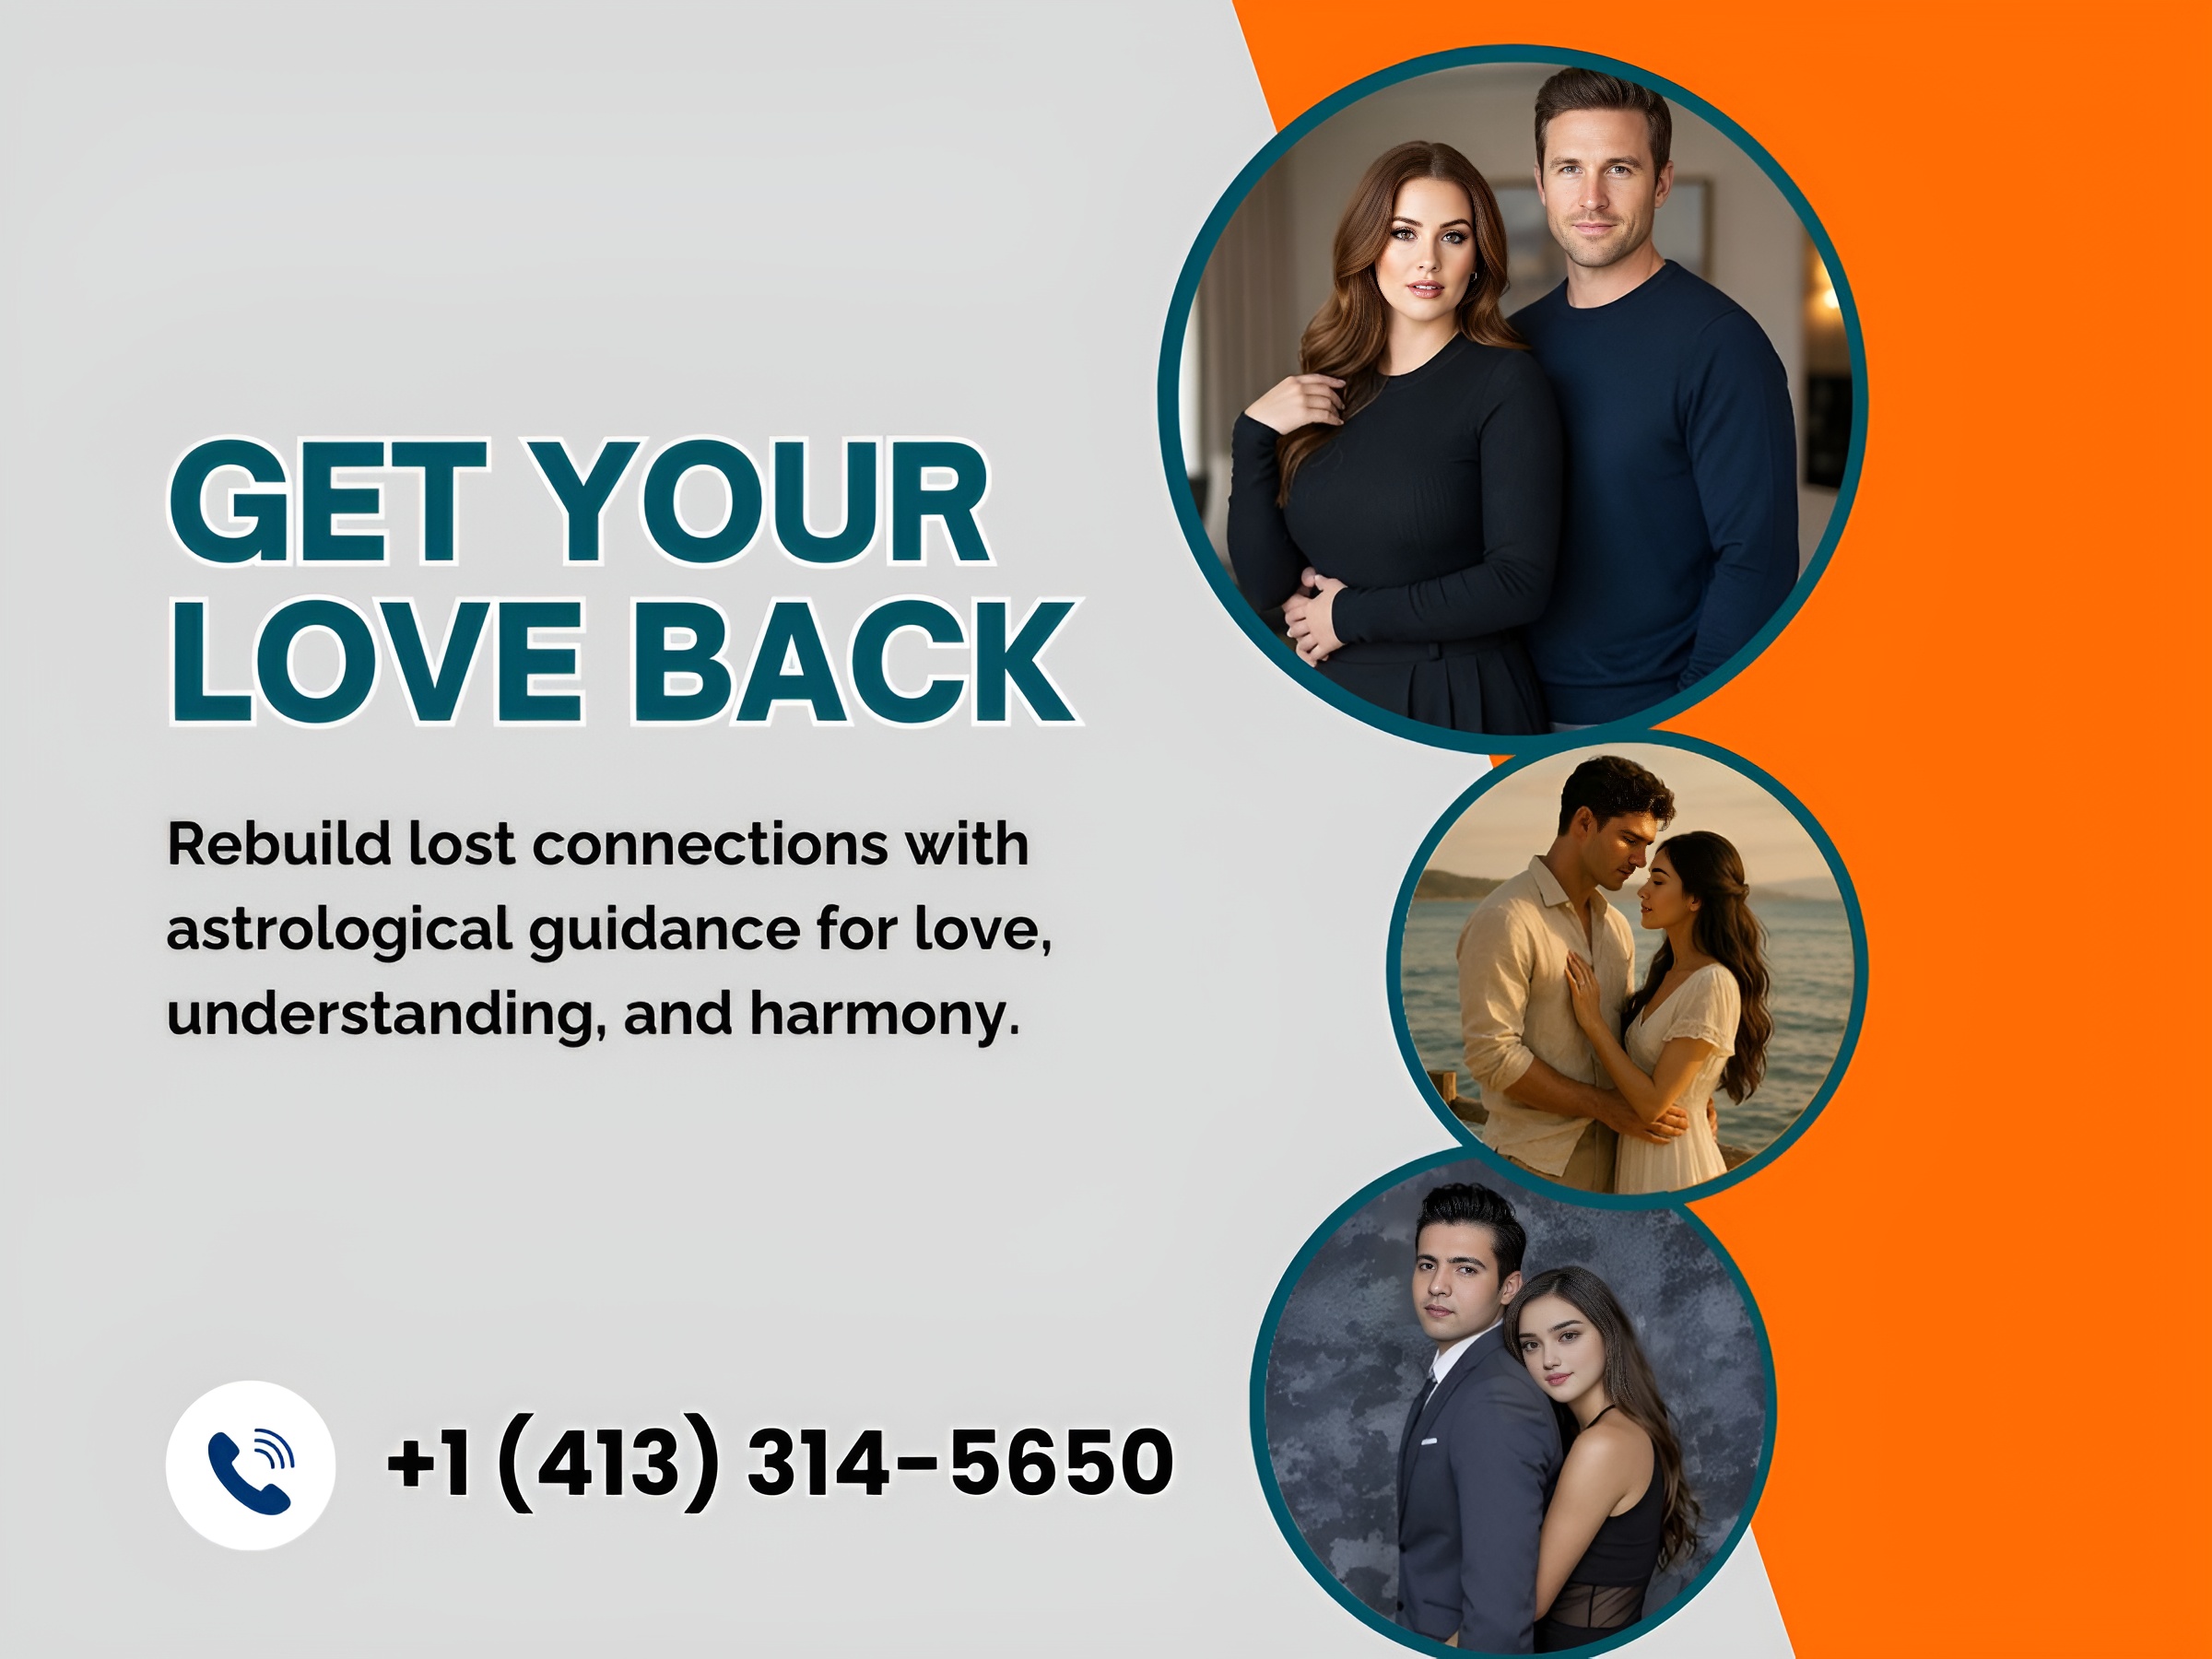 GET YOUR
LOVE BACK
Rebuild lost connections with
astrological guidance for love,
understanding, and harmony.
+1 (413) 314-5650